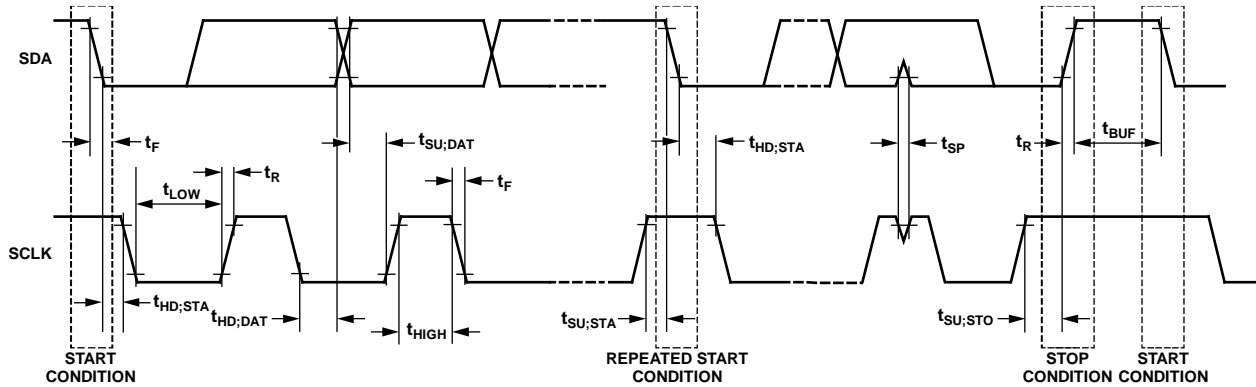 SDA
tF
tSU;DAT
tHD;STA
tSP
tR
tBUF
tLOW
tR
tF
SCLK
tHD;STA
tHD;DAT
tHIGH
tSU;STA
tSU;STO
START
CONDITION
REPEATED START
CONDITION
STOP
CONDITION
START
CONDITION